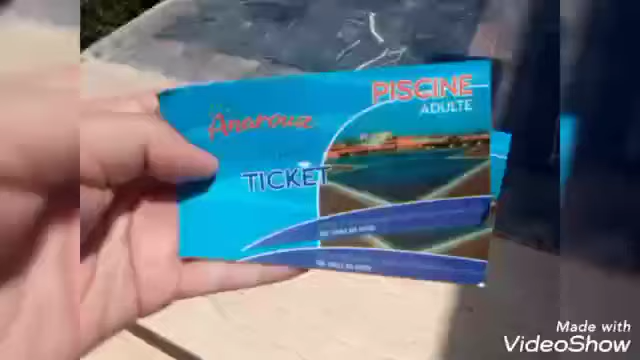 Anarouz
PISCINE
ADULTE
TICKET
Made with
VideoShow